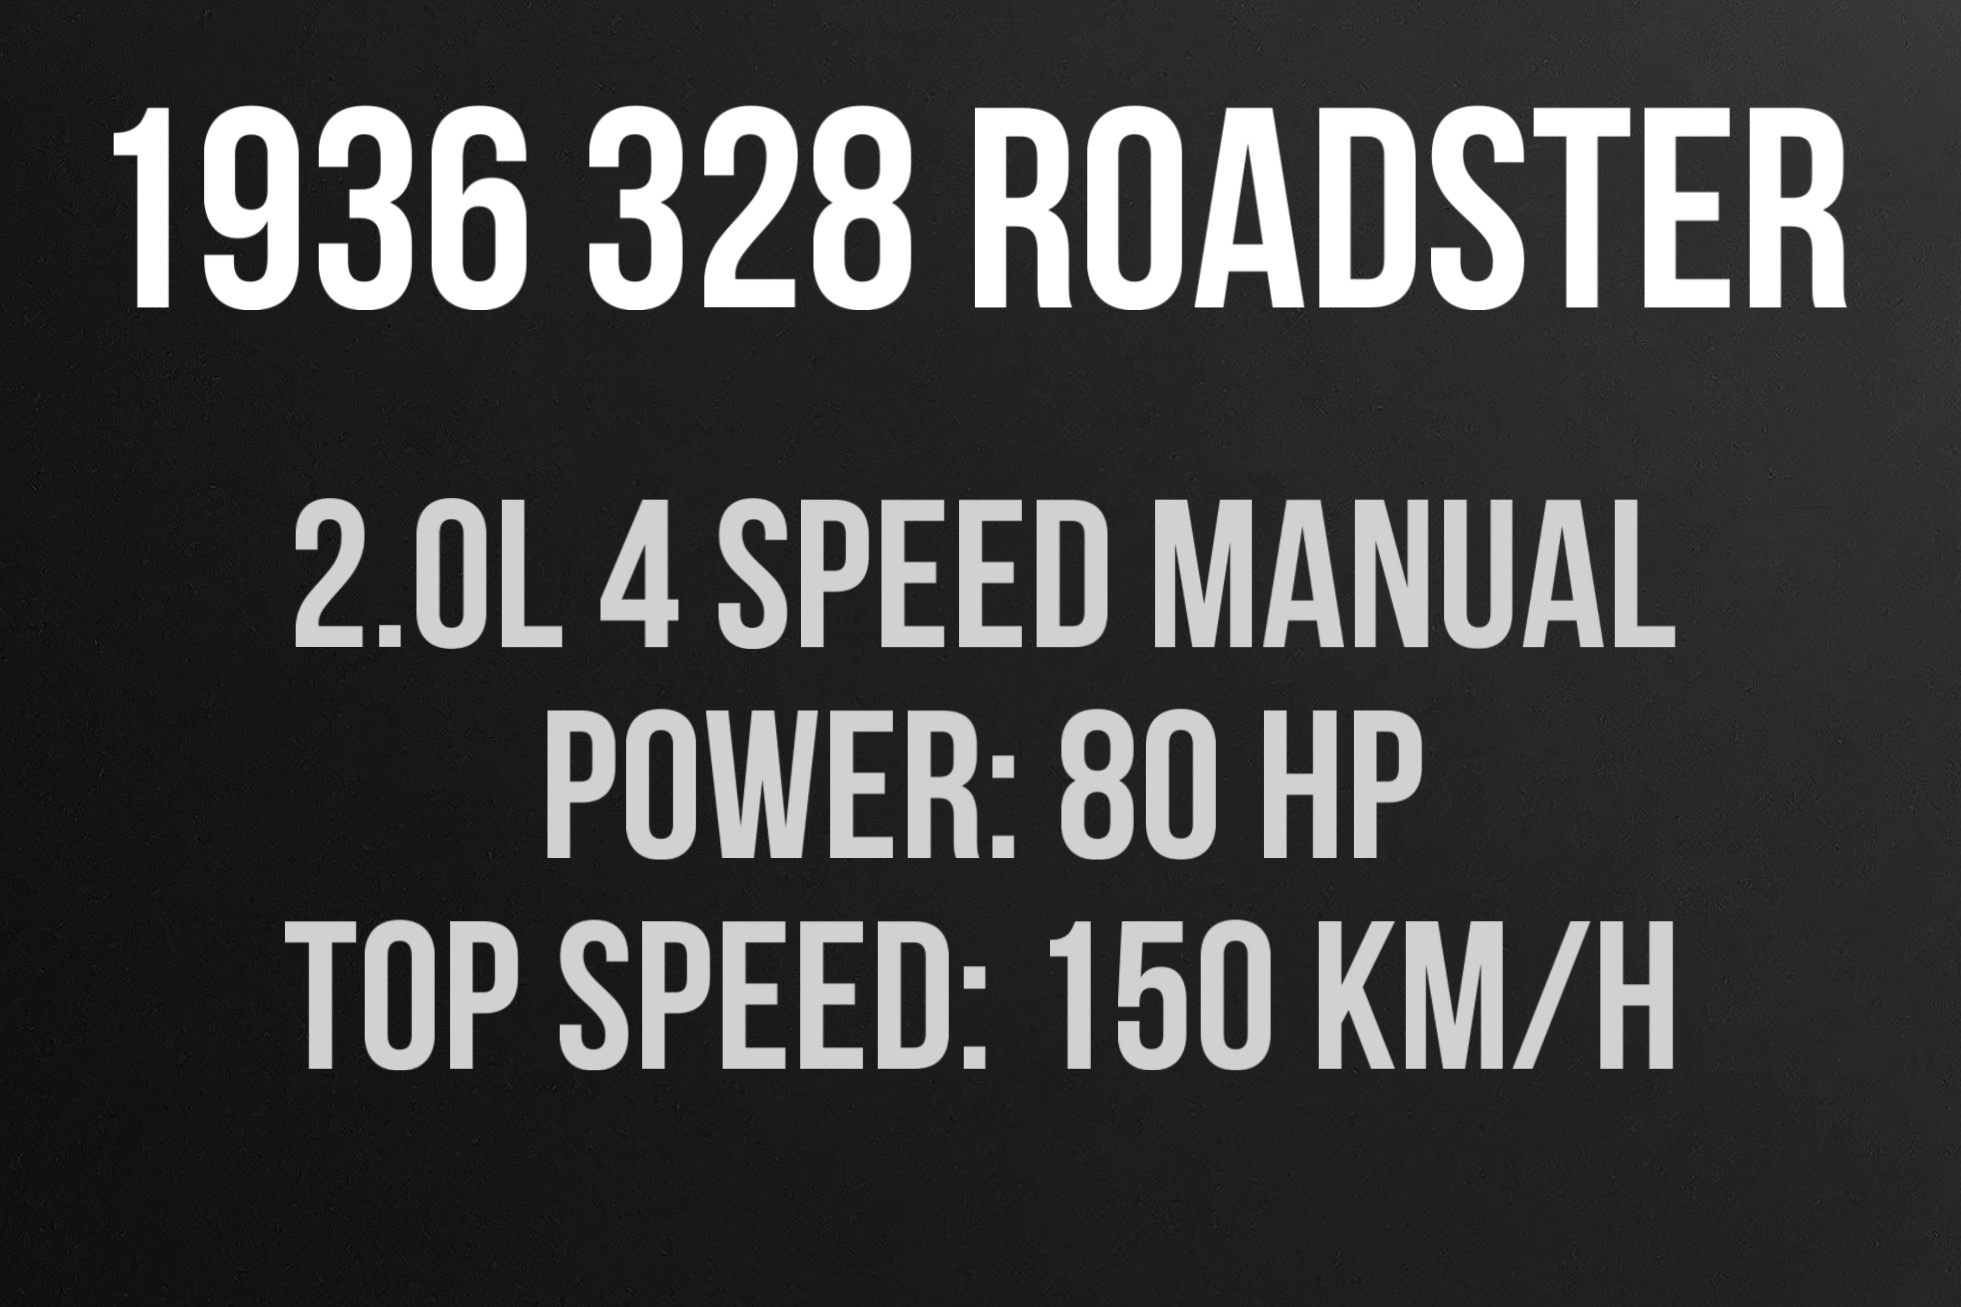 1936 328 ROADSTER
2.0L 4 SPEED MANUAL
POWER: 80 HP
TOP SPEED: 150 KM/H